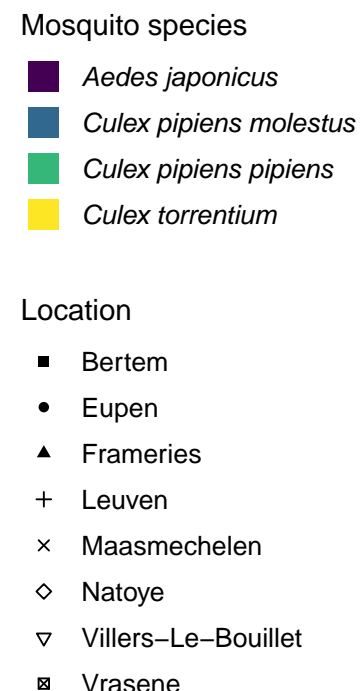 Mosquito species
Aedes japonicus
Culex pipiens molestus
Culex pipiens pipiens
Culex torrentium
Location
Bertem
Eupen
Frameries
Leuven
Maasmechelen
Natoye
Villers−Le−Bouillet
Vrasene